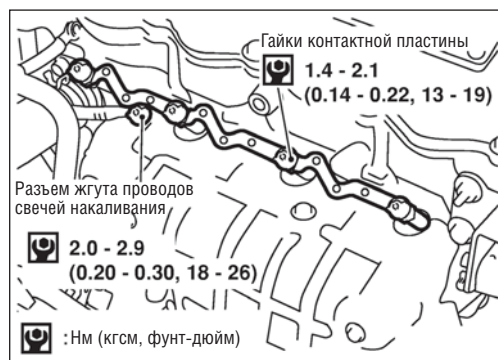 Гайки контактной пластины
1.4 - 2.1
(0.14 - 0.22, 13 - 19)
Разъем жгута проводов
свечей накаливания
2.0 - 2.9
(0.20 - 0.30, 18 - 26)
:Нм (кгсм, фунт-дюйм)